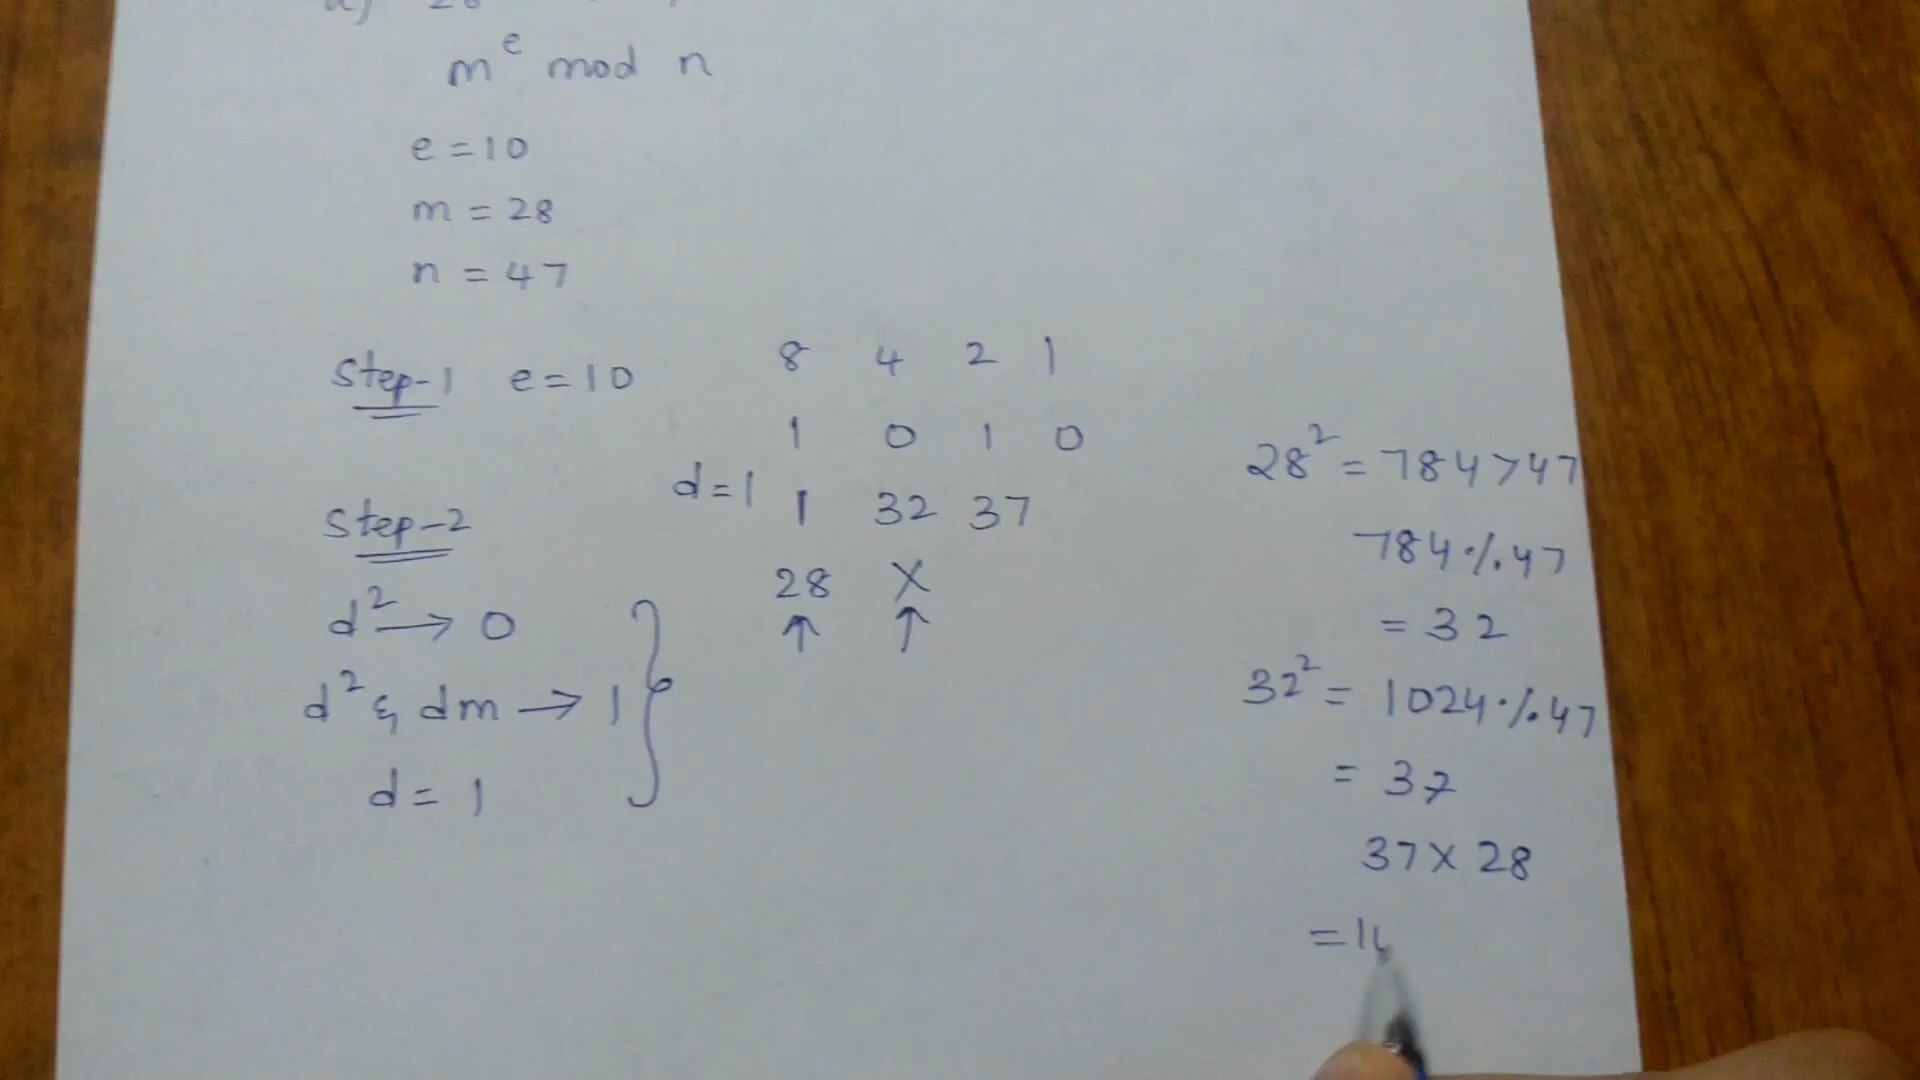 m^e mod n
e = 10
m = 28
n = 47
Step-1 e = 10
8 4 2 1
1 0 1 0
d = 1 1 32 37
28 X
↑ ↑
Step-2
d² → 0
d² & dm → 1
d = 1
28² = 784 > 47
784 % 47
= 32
32² = 1024 % 47
= 37
37 X 28
= 1